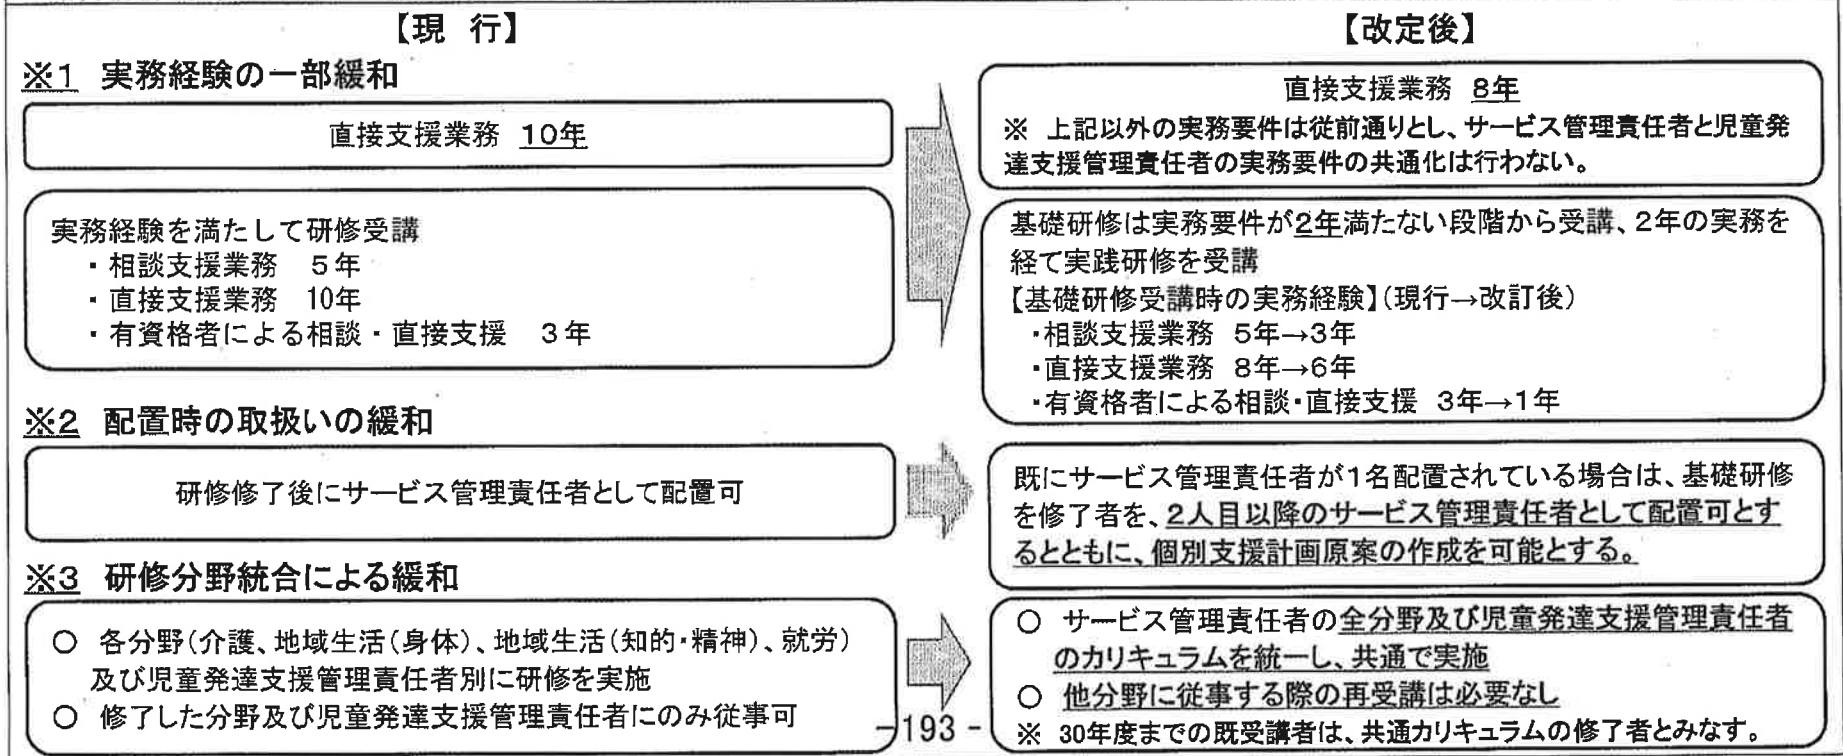 【現 行】
【改定後】
※1 実務経験の一部緩和
直接支援業務 10年
直接支援業務 8年
※ 上記以外の実務要件は従前通りとし、サービス管理責任者と児童発
達支援管理責任者の実務要件の共通化は行わない。
実務経験を満たして研修受講
・相談支援業務 5年
・直接支援業務 10年
・有資格者による相談・直接支援 3年
基礎研修は実務要件が2年満たない段階から受講、2年の実務を
経て実践研修を受講
【基礎研修受講時の実務経験】(現行→改訂後)
・相談支援業務 5年→3年
・直接支援業務 8年→6年
・有資格者による相談・直接支援 3年→1年
※2 配置時の取扱いの緩和
研修修了後にサービス管理責任者として配置可
既にサービス管理責任者が1名配置されている場合は、基礎研修
を修了者を、2人目以降のサービス管理責任者として配置可とす
るとともに、個別支援計画原案の作成を可能とする。
※3 研修分野統合による緩和
○ 各分野(介護、地域生活(身体)、地域生活(知的・精神)、就労)
及び児童発達支援管理責任者別に研修を実施
○ 修了した分野及び児童発達支援管理責任者にのみ従事可
○ サービス管理責任者の全分野及び児童発達支援管理責任者
のカリキュラムを統一し、共通で実施
○ 他分野に従事する際の再受講は必要なし
※ 30年度までの既受講者は、共通カリキュラムの修了者とみなす。
-193-